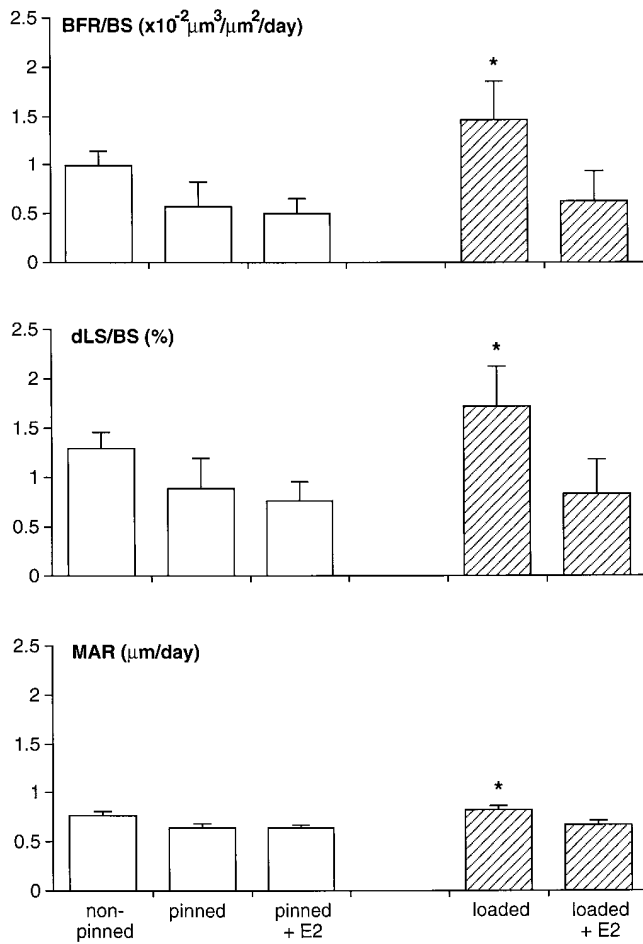 BFR/BS (x10⁻²μm³/μm²/day)
2.5
2
1.5
1
0.5
0
*
dLS/BS (%)
2.5
2
1.5
1
0.5
0
*
MAR (μm/day)
2.5
2
1.5
1
0.5
0
*
non-
pinned
pinned
pinned
+ E2
loaded
loaded
+ E2